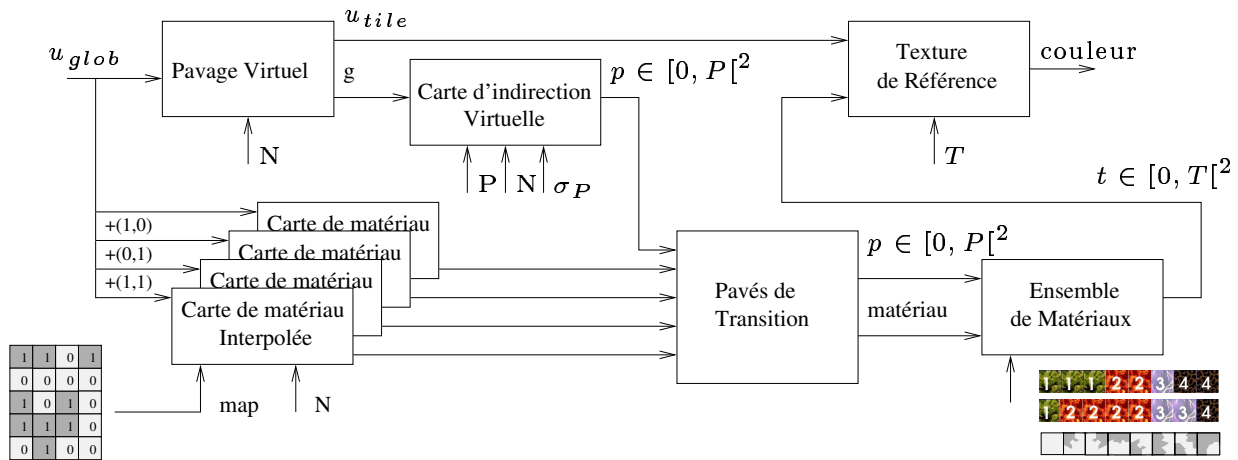 u_glob
Pavage Virtuel
N
u_tile
g
Carte d'indirection
Virtuelle
P
N
σ_P
p ∈ [0, P[²
Texture
de Référence
T
couleur
t ∈ [0, T[²
+(1,0)
+(0,1)
+(1,1)
Carte de matériau
Carte de matériau
Carte de matériau
Carte de matériau
Interpolée
map
N
Pavés de
Transition
p ∈ [0, P[²
matériau
Ensemble
de Matériaux
1 1 0 1
0 0 0 0
1 0 1 0
1 1 1 0
0 1 0 0
1 1 1 2 2 3 4 4
1 2 2 2 2 3 3 4